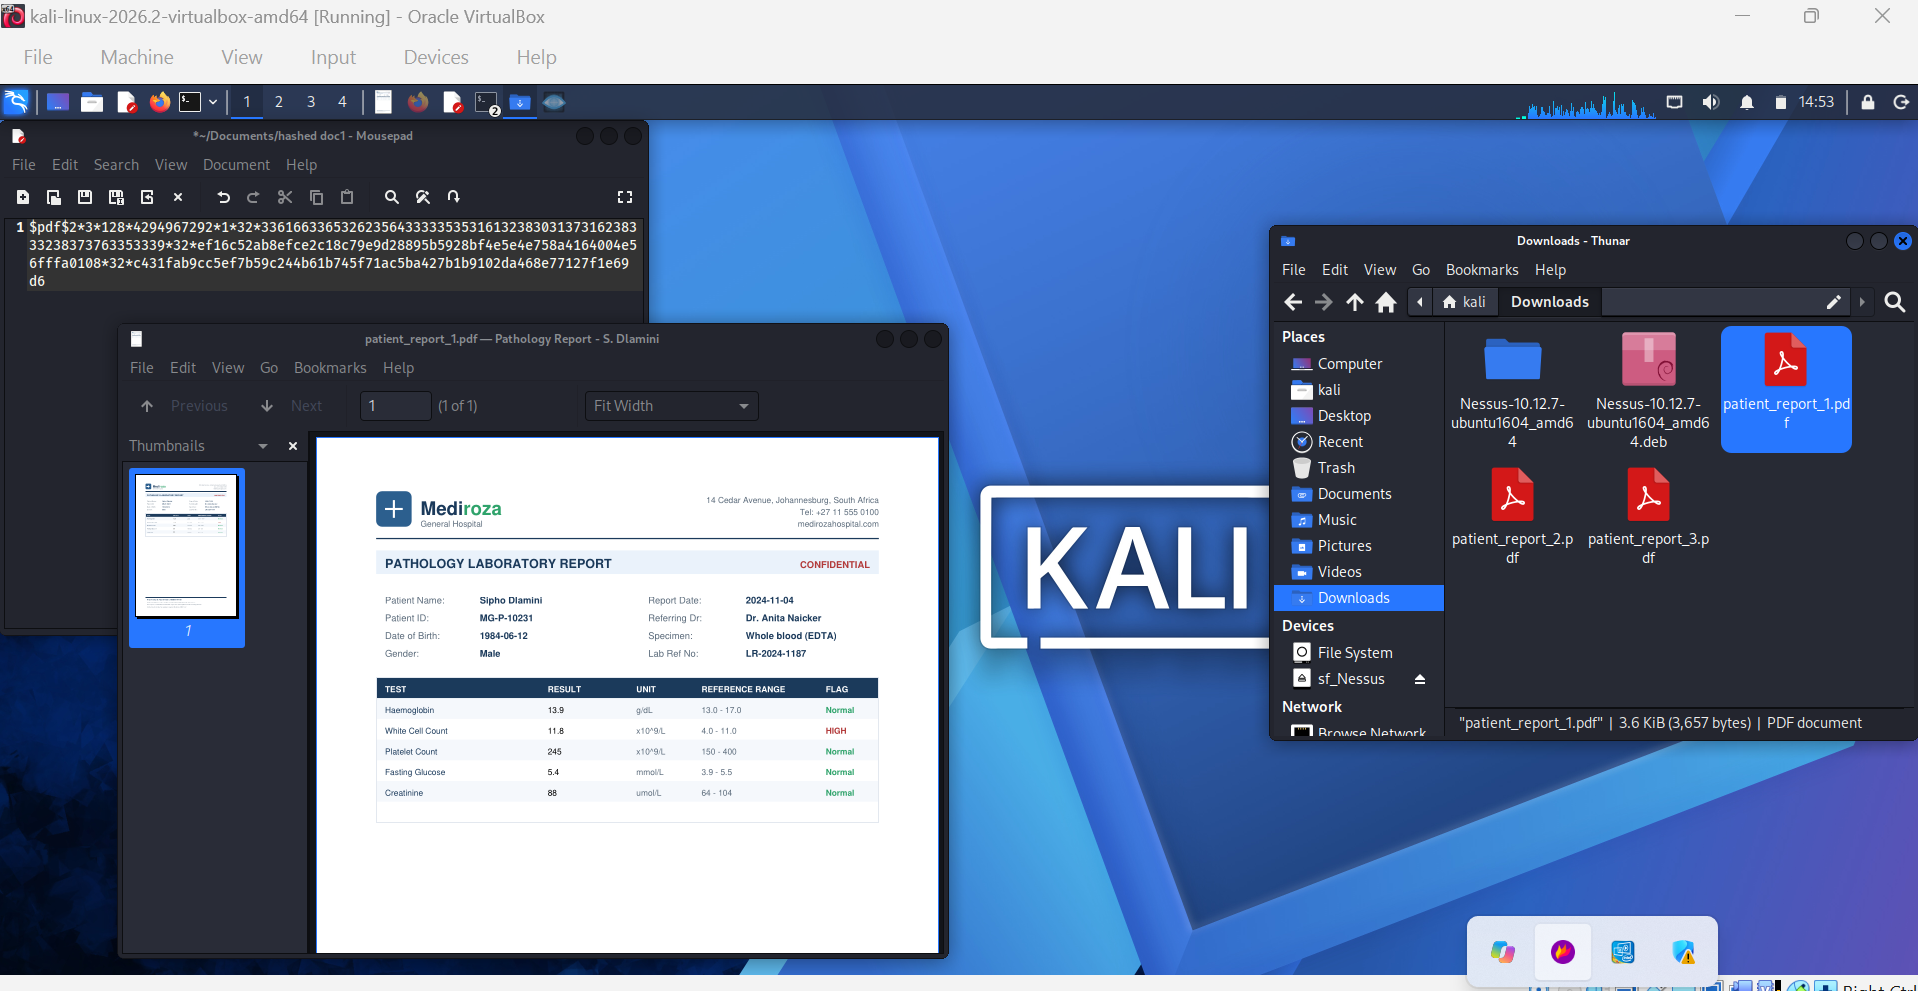 kali-linux-2026.2-virtualbox-amd64 [Running] - Oracle VirtualBox
File Machine View Input Devices Help
1 2 3 4
2
14:53
*~/Documents/hashed doc1 - Mousepad
File Edit Search View Document Help
1 $pdf$2*3*128*4294967292*1*32*3361663365326235643333353531613238303137316238
33238373763353339*32*ef16c52ab8efce2c18c79e9d28895b5928bf4e5e4e758a4164004e5
6fffa0108*32*c431fab9cc5ef7b59c244b61b745f71ac5ba427b1b9102da468e77127f1e69
d6
patient_report_1.pdf — Pathology Report - S. Dlamini
File Edit View Go Bookmarks Help
Previous Next 1 (1 of 1) Fit Width
Thumbnails
1
Mediroza
General Hospital
14 Cedar Avenue, Johannesburg, South Africa
Tel: +27 11 555 0100
medirozahospital.com
PATHOLOGY LABORATORY REPORT CONFIDENTIAL
Patient Name: Sipho Dlamini Report Date: 2024-11-04
Patient ID: MG-P-10231 Referring Dr: Dr. Anita Naicker
Date of Birth: 1984-06-12 Specimen: Whole blood (EDTA)
Gender: Male Lab Ref No: LR-2024-1187
TEST RESULT UNIT REFERENCE RANGE FLAG
Haemoglobin 13.9 g/dL 13.0 - 17.0 Normal
White Cell Count 11.8 x10^9/L 4.0 - 11.0 HIGH
Platelet Count 245 x10^9/L 150 - 400 Normal
Fasting Glucose 5.4 mmol/L 3.9 - 5.5 Normal
Creatinine 88 umol/L 64 - 104 Normal
KALI
Downloads - Thunar
File Edit View Go Bookmarks Help
kali Downloads
Places
Computer
kali
Desktop
Recent
Trash
Documents
Music
Pictures
Videos
Downloads
Devices
File System
sf_Nessus
Network
Browse Network
Nessus-10.12.7-
ubuntu1604_amd6
4
Nessus-10.12.7-
ubuntu1604_amd6
4.deb
patient_report_1.pd
f
patient_report_2.p
df
patient_report_3.p
df
"patient_report_1.pdf" | 3.6 KiB (3,657 bytes) | PDF document
Right Ctrl